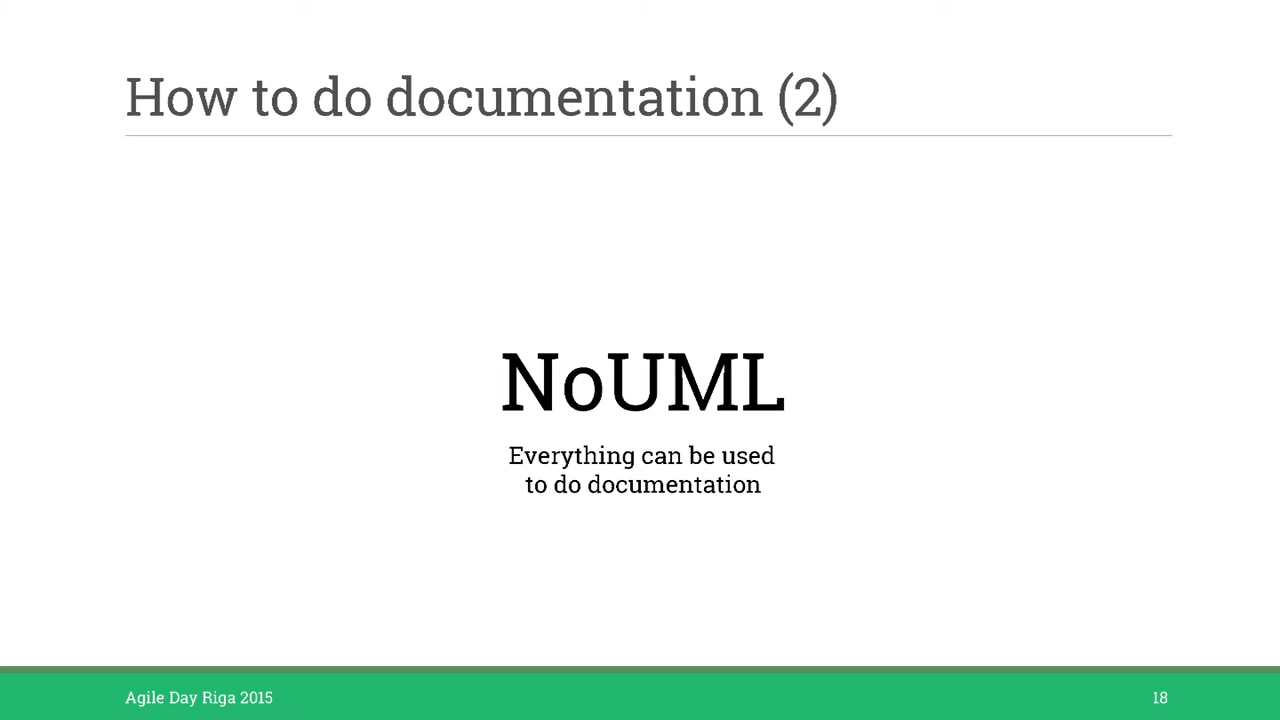 How to do documentation (2)
NoUML
Everything can be used
to do documentation
Agile Day Riga 2015
18